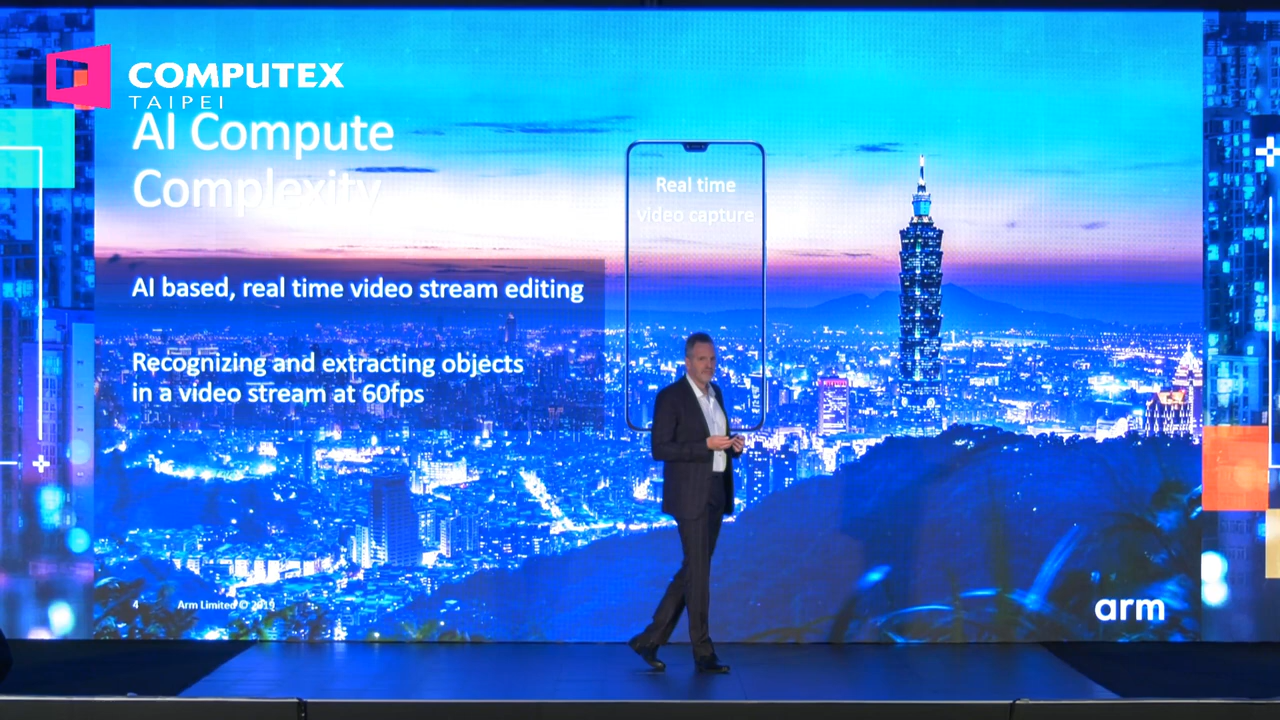 COMPUTEX
TAIPEI
AI Compute
Complexity
Real time
video capture
AI based, real time video stream editing
Recognizing and extracting objects
in a video stream at 60fps
4 Arm Limited © 2019
arm